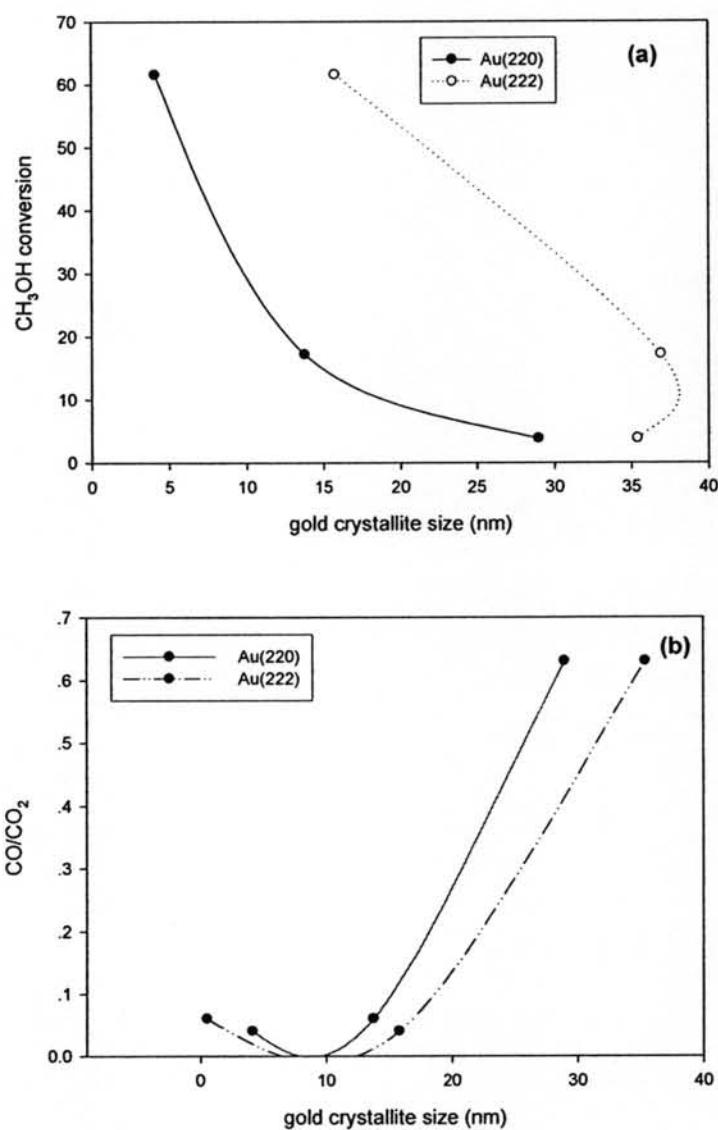 70
60
50
40
30
20
10
0
CH₃OH conversion
Au(220)
Au(222)
(a)
0 5 10 15 20 25 30 35 40
gold crystallite size (nm)
.7
.6
.5
.4
.3
.2
.1
0.0
CO/CO₂
Au(220)
Au(222)
(b)
0 10 20 30 40
gold crystallite size (nm)